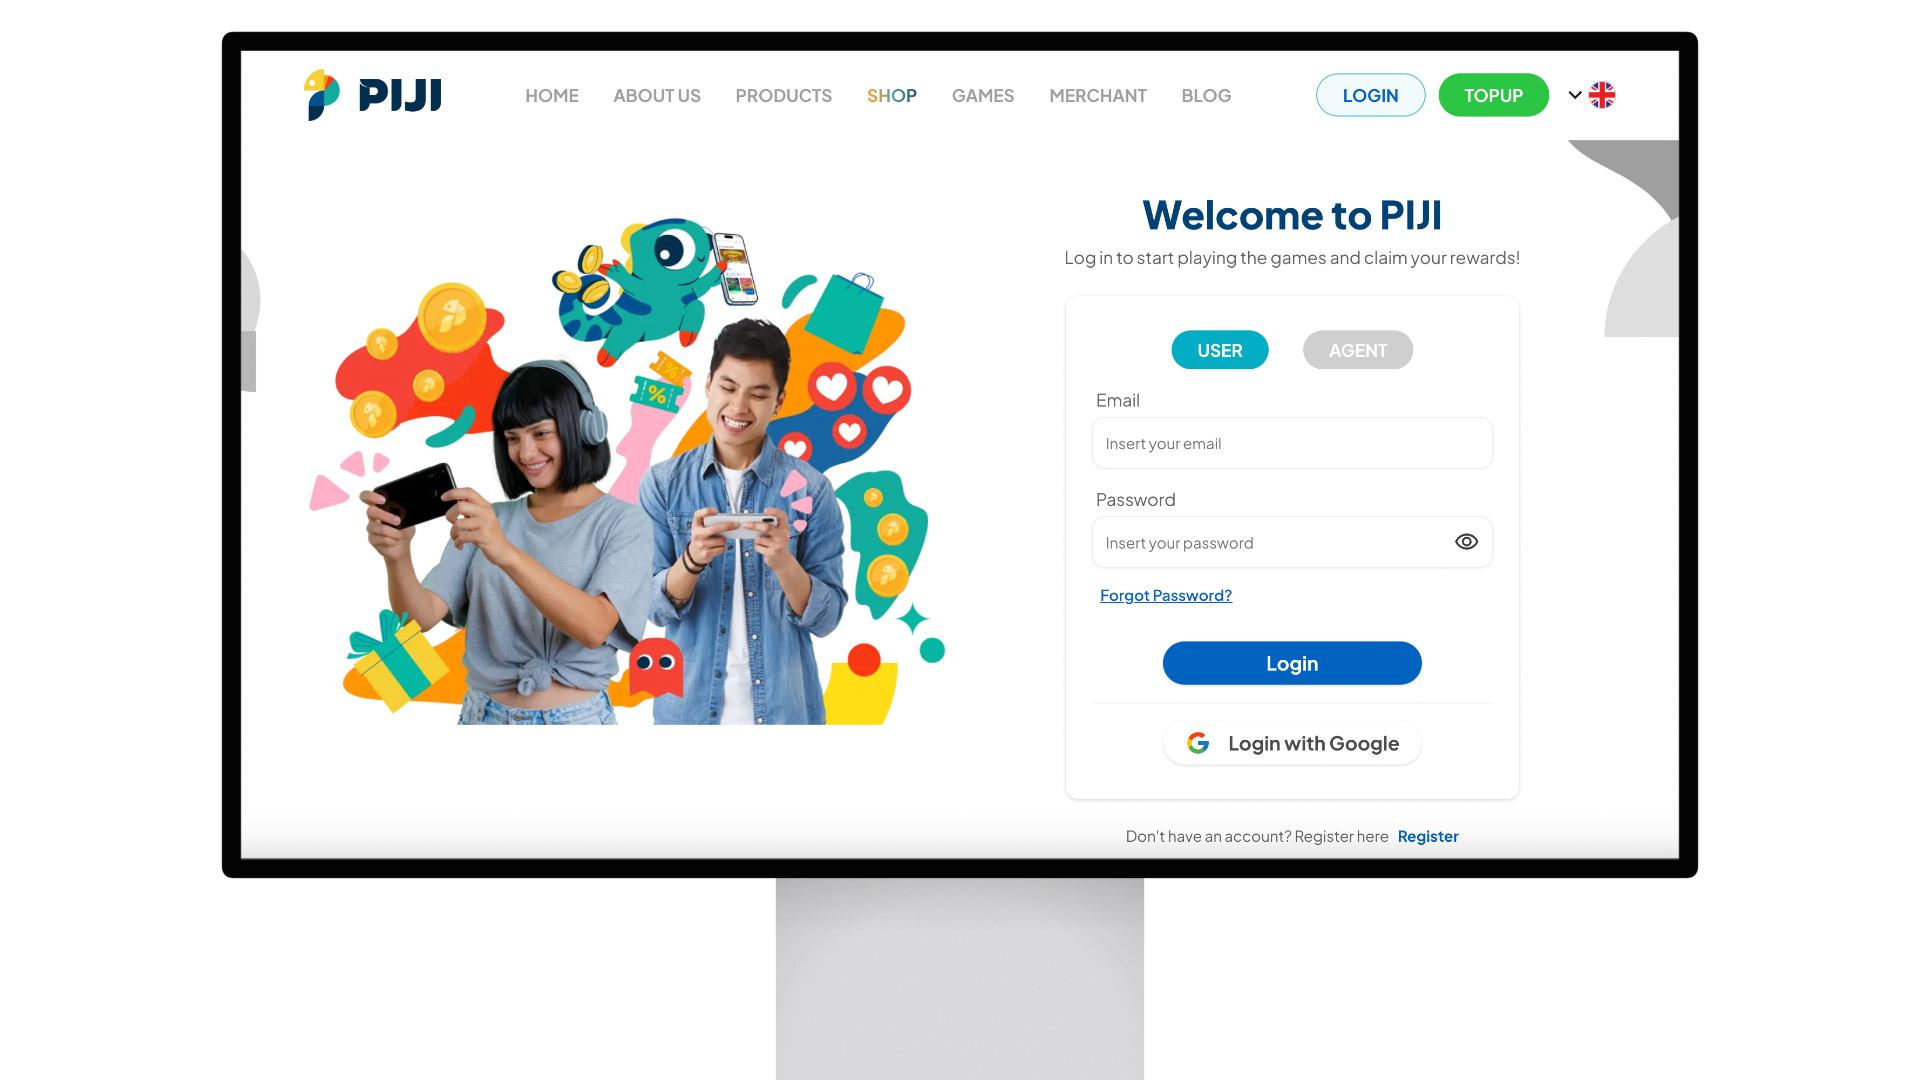 PIJI
HOME
ABOUT US
PRODUCTS
SHOP
GAMES
MERCHANT
BLOG
LOGIN
TOPUP
Welcome to PIJI
Log in to start playing the games and claim your rewards!
USER
AGENT
Email
Insert your email
Password
Insert your password
Forgot Password?
Login
Login with Google
Don't have an account? Register here Register
%
%